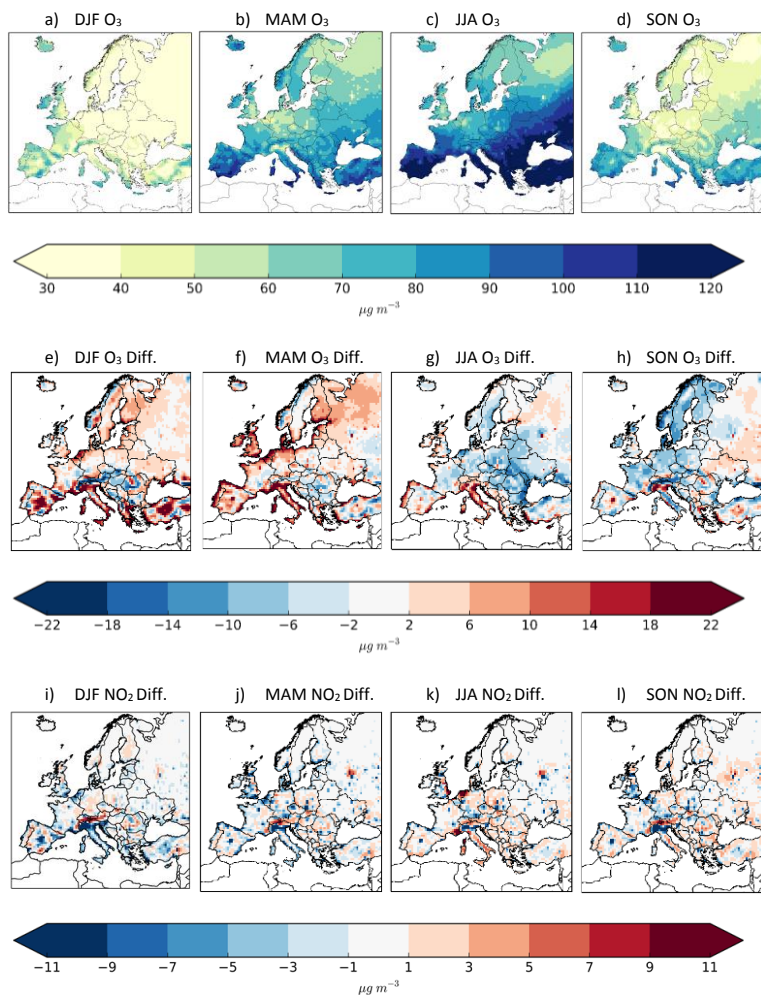 a) DJF O₃ b) MAM O₃ c) JJA O₃ d) SON O₃
30 40 50 60 70 80 90 100 110 120
μg m⁻³
e) DJF O₃ Diff. f) MAM O₃ Diff. g) JJA O₃ Diff. h) SON O₃ Diff.
−22 −18 −14 −10 −6 −2 2 6 10 14 18 22
μg m⁻³
i) DJF NO₂ Diff. j) MAM NO₂ Diff. k) JJA NO₂ Diff. l) SON NO₂ Diff.
−11 −9 −7 −5 −3 −1 1 3 5 7 9 11
μg m⁻³